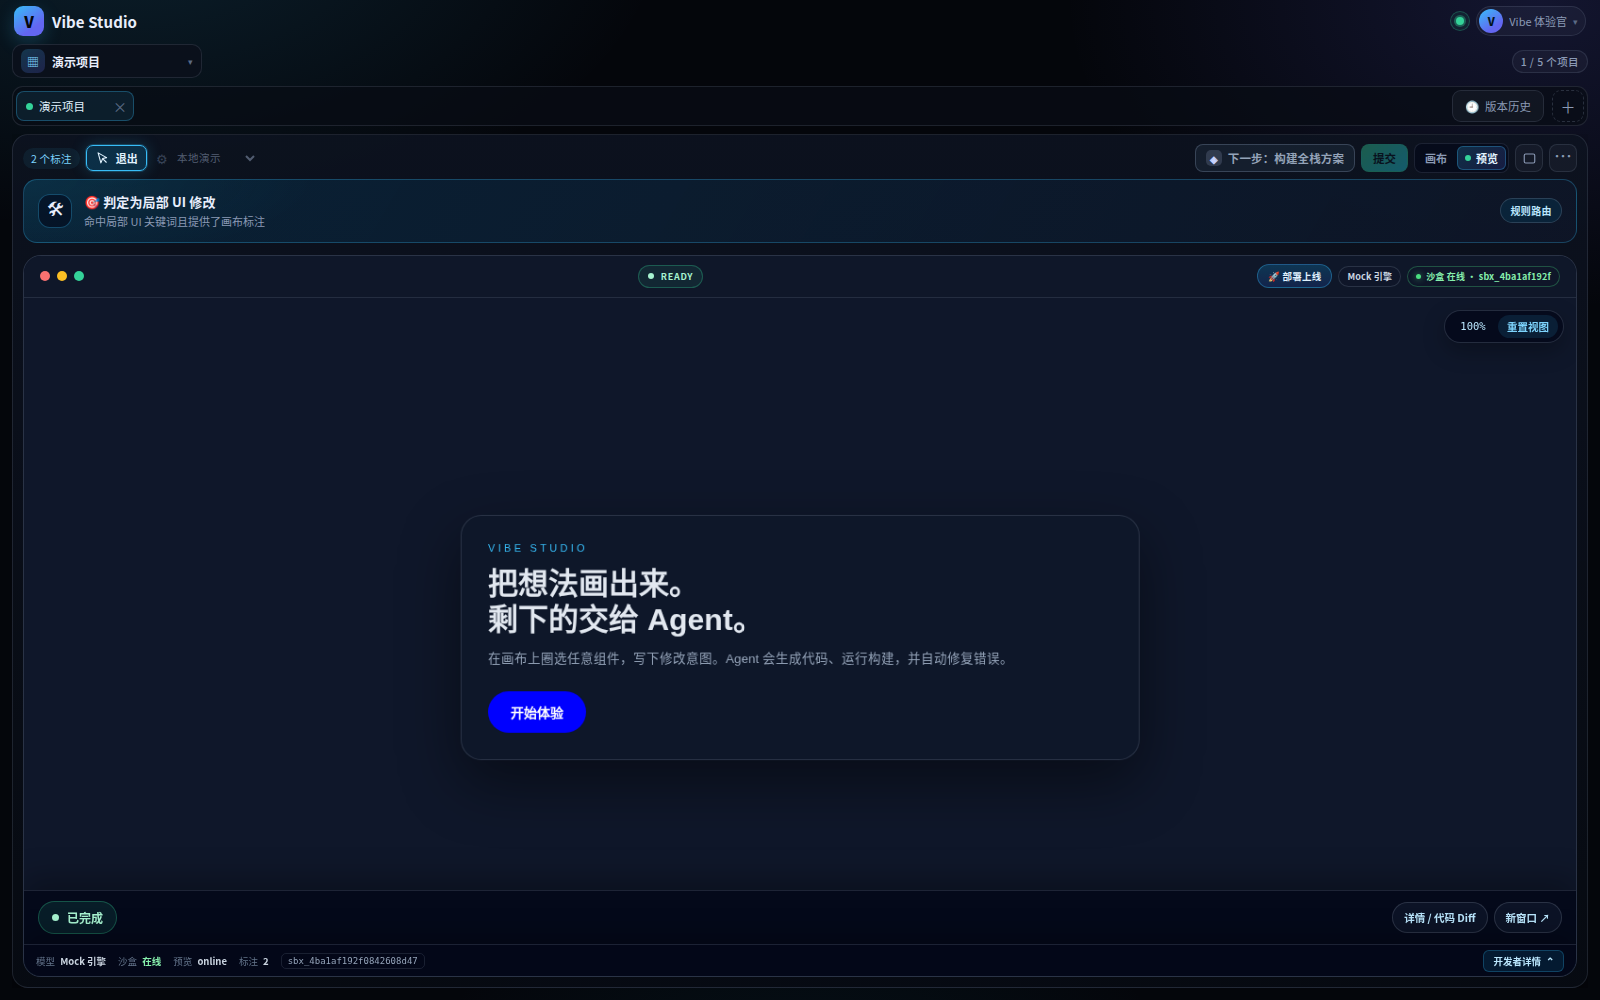 V Vibe Studio
V Vibe 体验官
演示项目
1 / 5 个项目
演示项目
版本历史
2 个标注
退出
本地演示
下一步：构建全栈方案
提交
画布
预览
🎯 判定为局部 UI 修改
命中局部 UI 关键词且提供了画布标注
规则路由
READY
🚀 部署上线
Mock 引擎
沙盒 在线 · sbx_4ba1af192f
100%
重置视图
VIBE STUDIO
把想法画出来。
剩下的交给 Agent。
在画布上圈选任意组件，写下修改意图。Agent 会生成代码、运行构建，并自动修复错误。
开始体验
已完成
详情 / 代码 Diff
新窗口 ↗
模型 Mock 引擎 沙盒 在线 预览 online 标注 2 sbx_4ba1af192f0842608d47
开发者详情